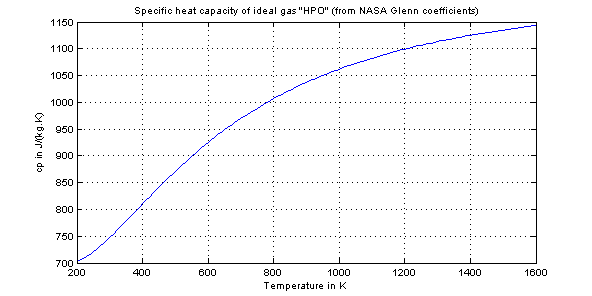 Specific heat capacity of ideal gas "HPO" (from NASA Glenn coefficients)
1150
1100
1050
1000
950
900
850
800
750
700
cp in J/(kg.K)
200 400 600 800 1000 1200 1400 1600
Temperature in K